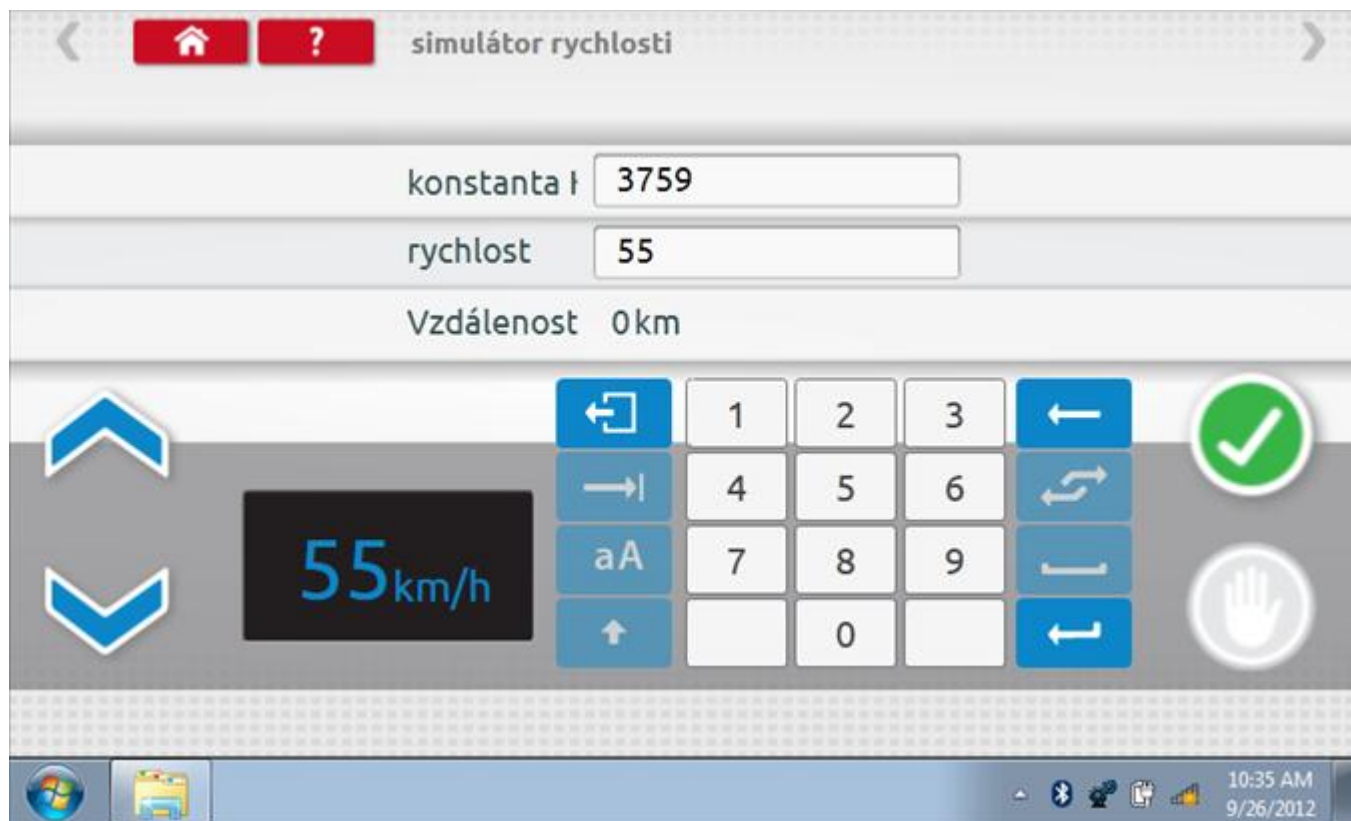 ? simulátor rychlosti
konstanta 3759
rychlost 55
Vzdálenost 0km
1 2 3
4 5 6
55km/h
aA 7 8 9
0
10:35 AM
9/26/2012